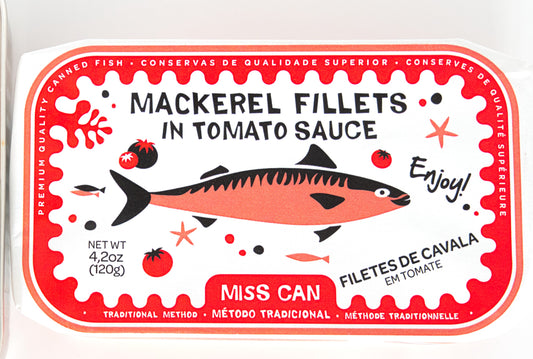 PREMIUM QUALITY CANNED FISH • CONSERVAS DE QUALIDADE SUPERIOR • CONSERVES DE QUALITÉ SUPÉRIEURE
MACKEREL FILLETS
IN TOMATO SAUCE
Enjoy!
NET WT
4,2oz
(120g)
FILETES DE CAVALA
EM TOMATE
MISS CAN
• TRADITIONAL METHOD • MÉTODO TRADICIONAL • MÉTHODE TRADITIONNELLE •